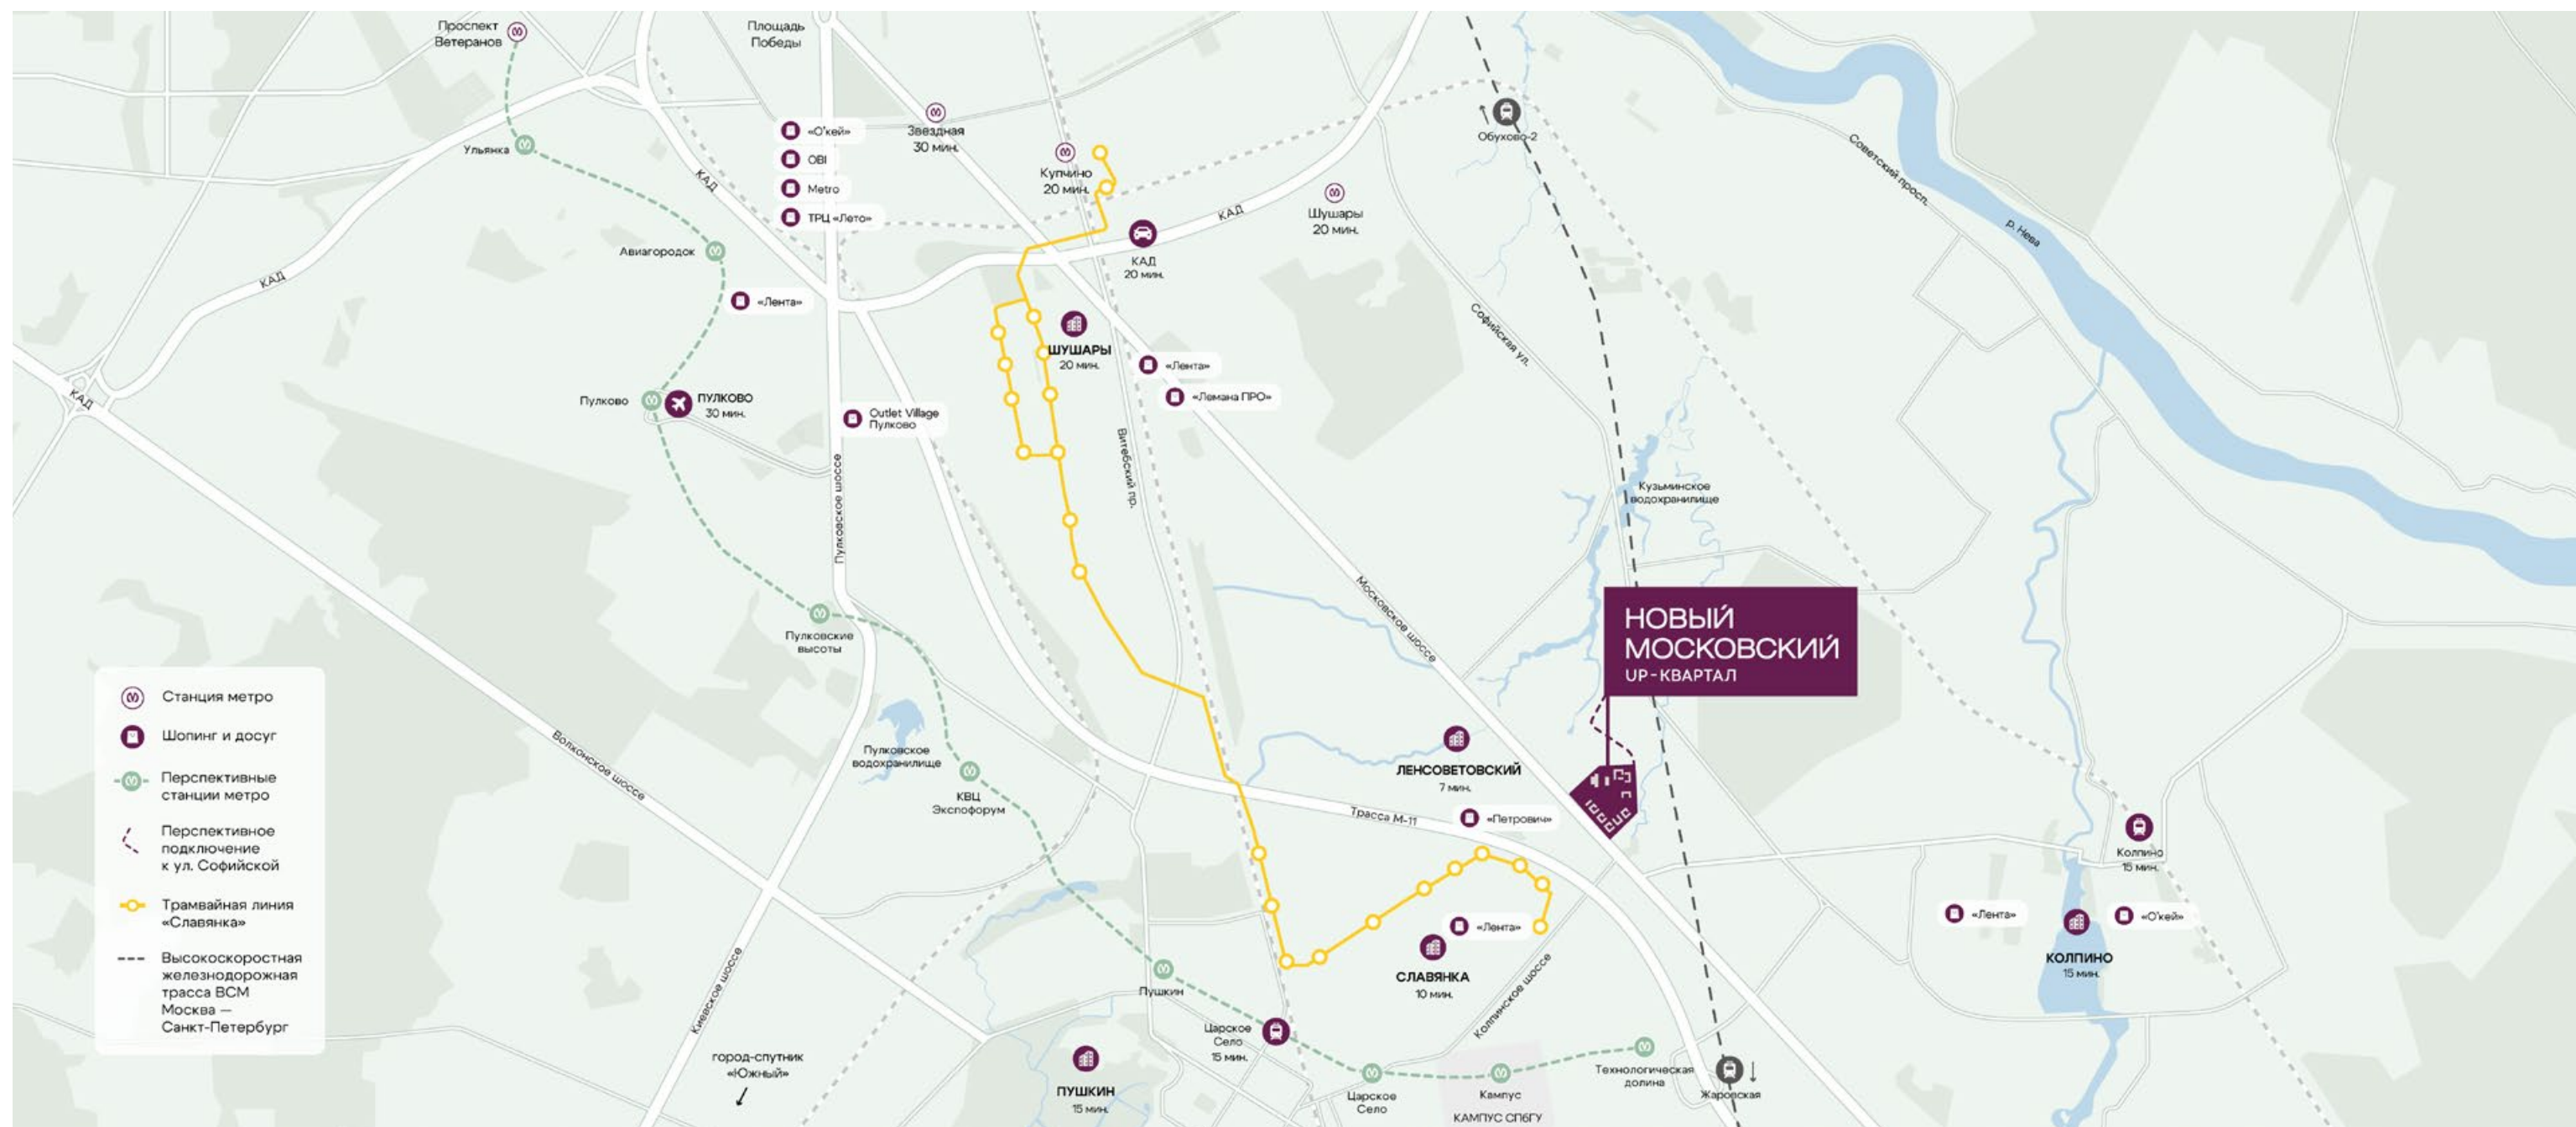 Проспект
Ветеранов
Площадь
Победы
Ульянка
КАД
«О'кей»
OBI
Metro
ТРЦ «Лето»
Звездная
30 мин.
Купчино
20 мин.
КАД
КАД
20 мин.
Шушары
20 мин.
Обухово-2
Советский просп.
р. Нева
Авиагородок
КАД
«Лента»
ШУШАРЫ
20 мин.
«Лента»
«Лемана ПРО»
Софийская ул.
КАД
Пулково
ПУЛКОВО
30 мин.
Outlet Village
Пулково
Пулковское шоссе
Витебский пр.
Кузьминское
водохранилище
Московское шоссе
НОВЫЙ
МОСКОВСКИЙ
UP-КВАРТАЛ
Пулковские
высоты
Пулковское
водохранилище
Волхонское шоссе
КВЦ
Экспофорум
ЛЕНСОВЕТОВСКИЙ
7 мин.
Трасса М-11
«Петрович»
Колпино
15 мин.
«Лента»
«О'кей»
КОЛПИНО
15 мин.
«Лента»
СЛАВЯНКА
10 мин.
Колпинское шоссе
Киевское шоссе
Пушкин
Царское
Село
15 мин.
город-спутник
«Южный»
ПУШКИН
15 мин.
Царское
Село
Кампус
КАМПУС СПбГУ
Технологическая
долина
Жаровская
Станция метро
Шопинг и досуг
Перспективные
станции метро
Перспективное
подключение
к ул. Софийской
Трамвайная линия
«Славянка»
Высокоскоростная
железнодорожная
трасса ВСМ
Москва —
Санкт-Петербург